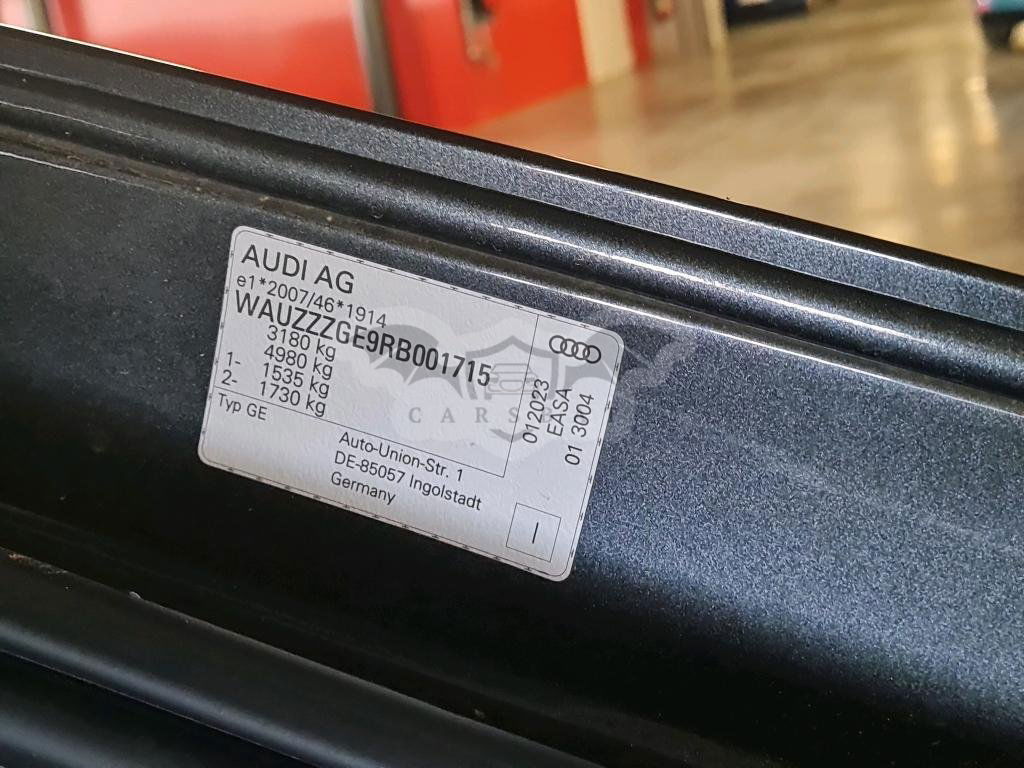 AUDI AG
e1*2007/46*1914
WAUZZZGE9RB001715
3180 kg
4980 kg
1- 1535 kg
2- 1730 kg
Typ GE
Auto-Union-Str. 1
DE-85057 Ingolstadt
Germany
012023
EASA
01 3004
I